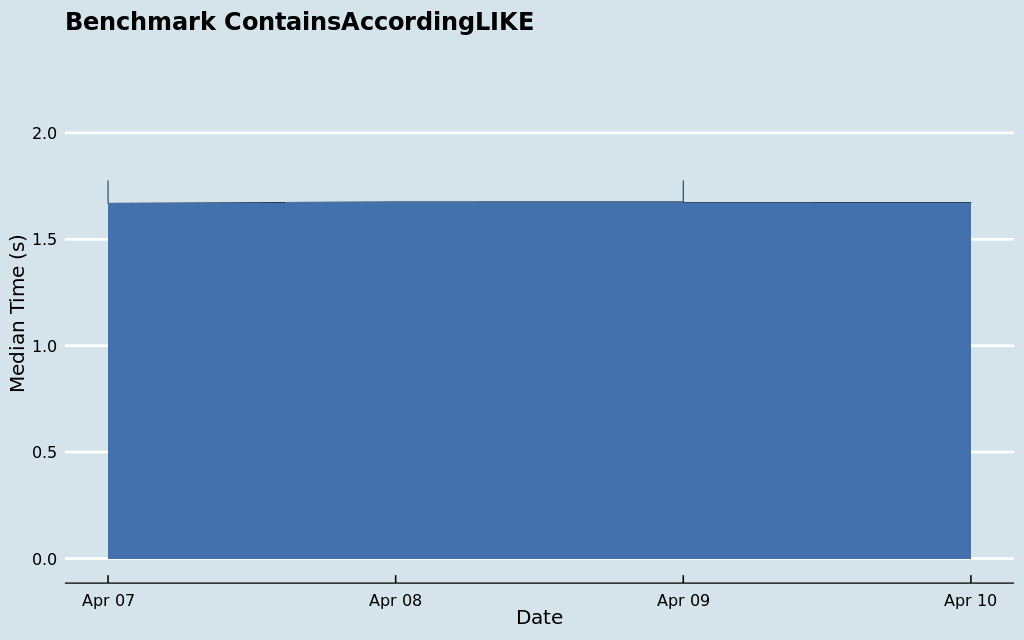 Benchmark ContainsAccordingLIKE
2.0
1.5
1.0
0.5
0.0
Median Time (s)
Apr 07
Apr 08
Apr 09
Apr 10
Date